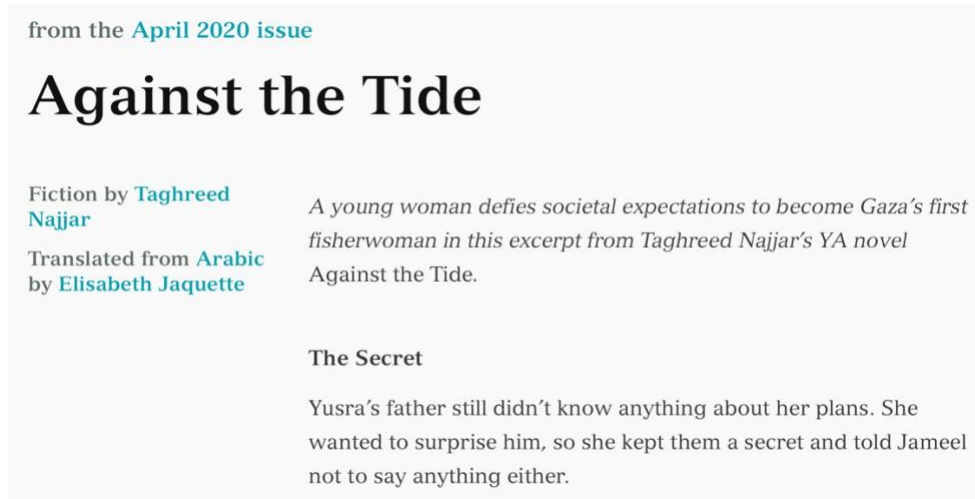 from the April 2020 issue
Against the Tide
Fiction by Taghreed
Najjar
Translated from Arabic
by Elisabeth Jaquette
A young woman defies societal expectations to become Gaza’s first
fisherwoman in this excerpt from Taghreed Najjar’s YA novel
Against the Tide.
The Secret
Yusra’s father still didn’t know anything about her plans. She
wanted to surprise him, so she kept them a secret and told Jameel
not to say anything either.